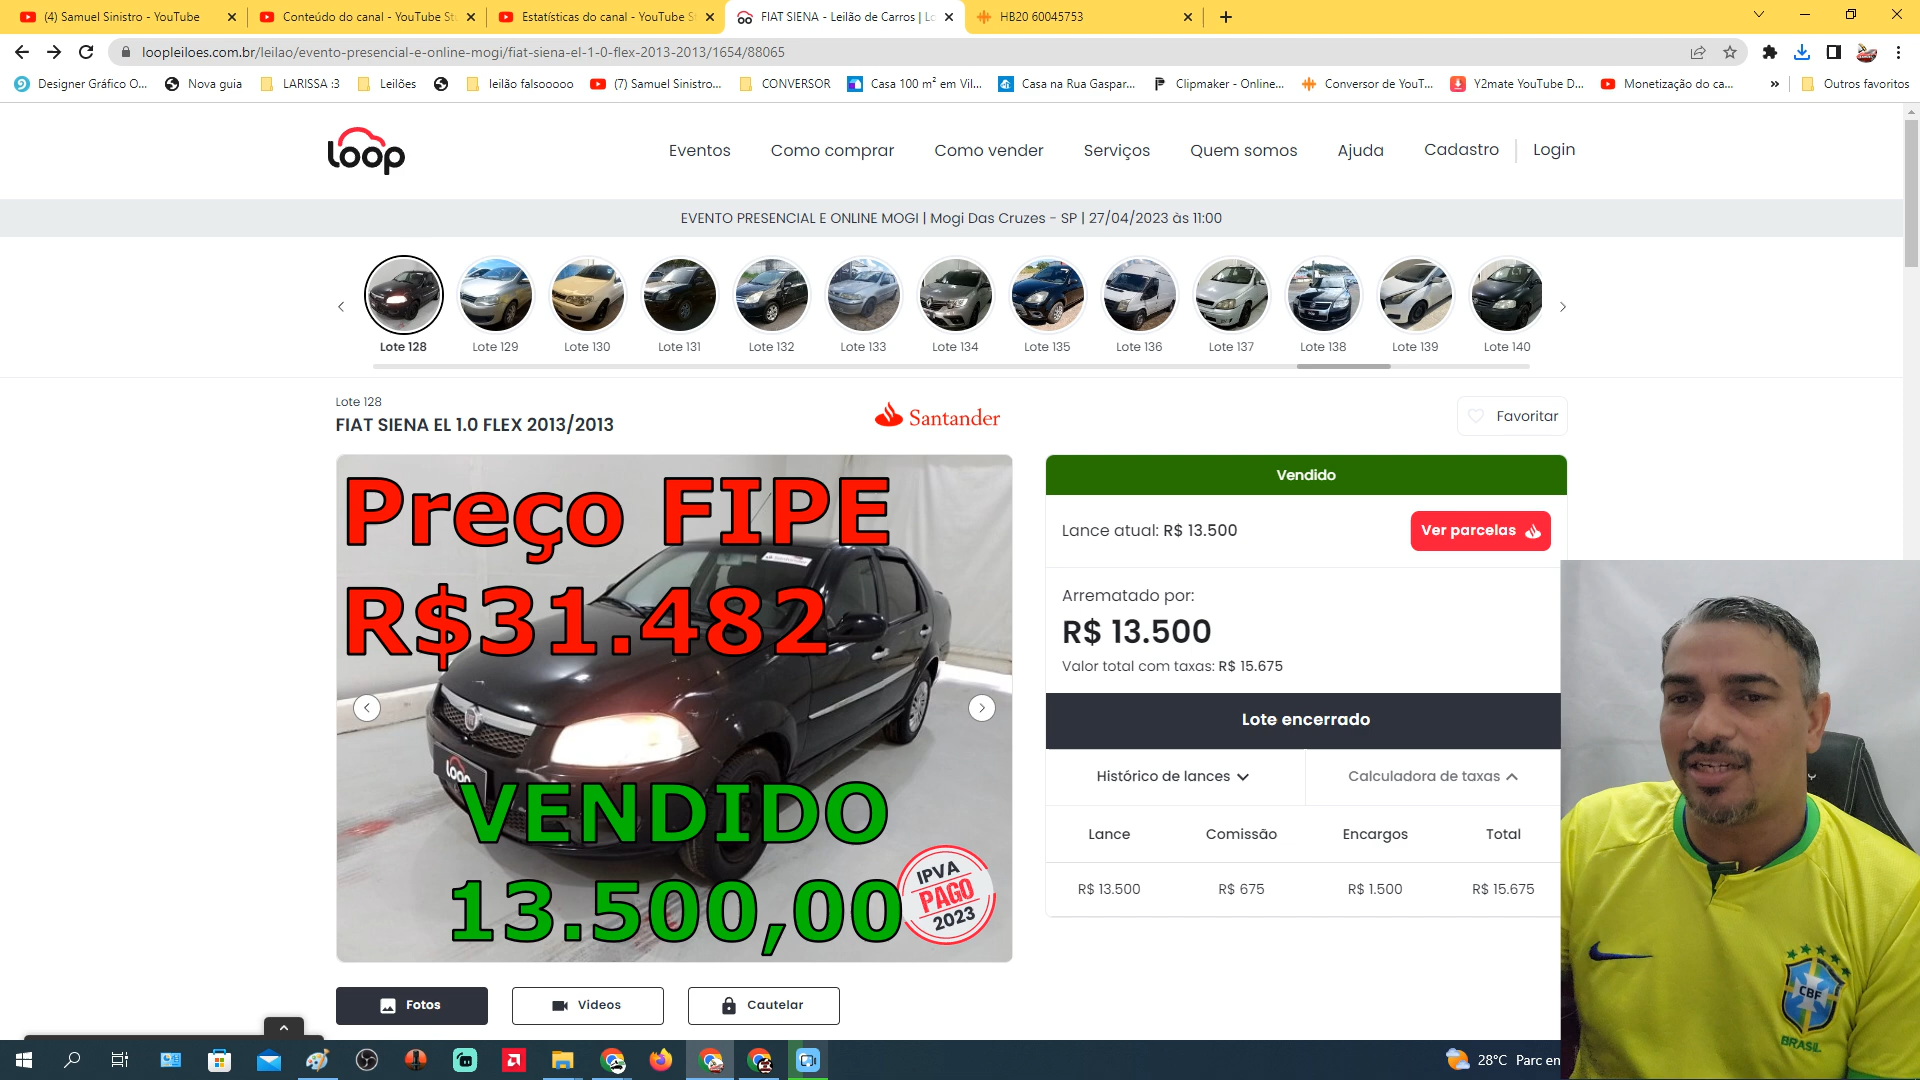 (4) Samuel Sinistro - YouTube
Conteúdo do canal - YouTube St
Estatísticas do canal - YouTube S
FIAT SIENA - Leilão de Carros | Lo
HB20 60045753
loopleiloes.com.br/leilao/evento-presencial-e-online-mogi/fiat-siena-el-1-0-flex-2013-2013/1654/88065
Designer Gráfico O...
Nova guia
LARISSA :3
Leilões
leilão falsooooo
(7) Samuel Sinistro...
CONVERSOR
Casa 100 m² em Vil...
Casa na Rua Gaspar...
Clipmaker - Online...
Conversor de YouT...
Y2mate YouTube D...
Monetização do ca...
»
Outros favoritos
loop
Eventos
Como comprar
Como vender
Serviços
Quem somos
Ajuda
Cadastro
Login
EVENTO PRESENCIAL E ONLINE MOGI | Mogi Das Cruzes - SP | 27/04/2023 às 11:00
Lote 128
Lote 129
Lote 130
Lote 131
Lote 132
Lote 133
Lote 134
Lote 135
Lote 136
Lote 137
Lote 138
Lote 139
Lote 140
Lote 128
FIAT SIENA EL 1.0 FLEX 2013/2013
Santander
Favoritar
Preço FIPE
R$31.482
loop
VENDIDO
13.500,00
IPVA
PAGO
2023
Vendido
Lance atual: R$ 13.500
Ver parcelas
Arrematado por:
R$ 13.500
Valor total com taxas: R$ 15.675
Lote encerrado
Histórico de lances
Calculadora de taxas
Lance Comissão Encargos Total
R$ 13.500 R$ 675 R$ 1.500 R$ 15.675
Fotos
Videos
Cautelar
CBF
BRASIL
28°C Parc en